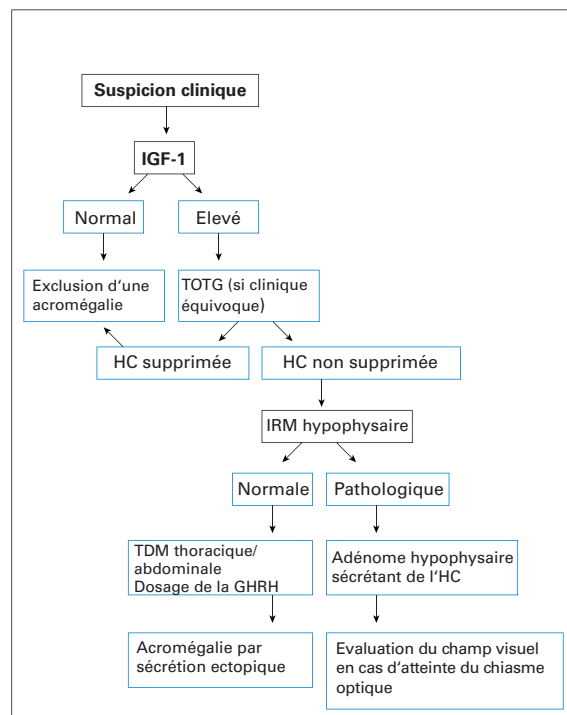 Suspicion clinique
IGF-1
Normal
Elevé
Exclusion d'une
acromégalie
TOTG (si clinique
équivoque)
HC supprimée
HC non supprimée
IRM hypophysaire
Normale
Pathologique
TDM thoracique/
abdominale
Dosage de la GHRH
Adénome hypophysaire
sécrétant de l'HC
Acromégalie par
sécrétion ectopique
Evaluation du champ visuel
en cas d'atteinte du chiasme
optique